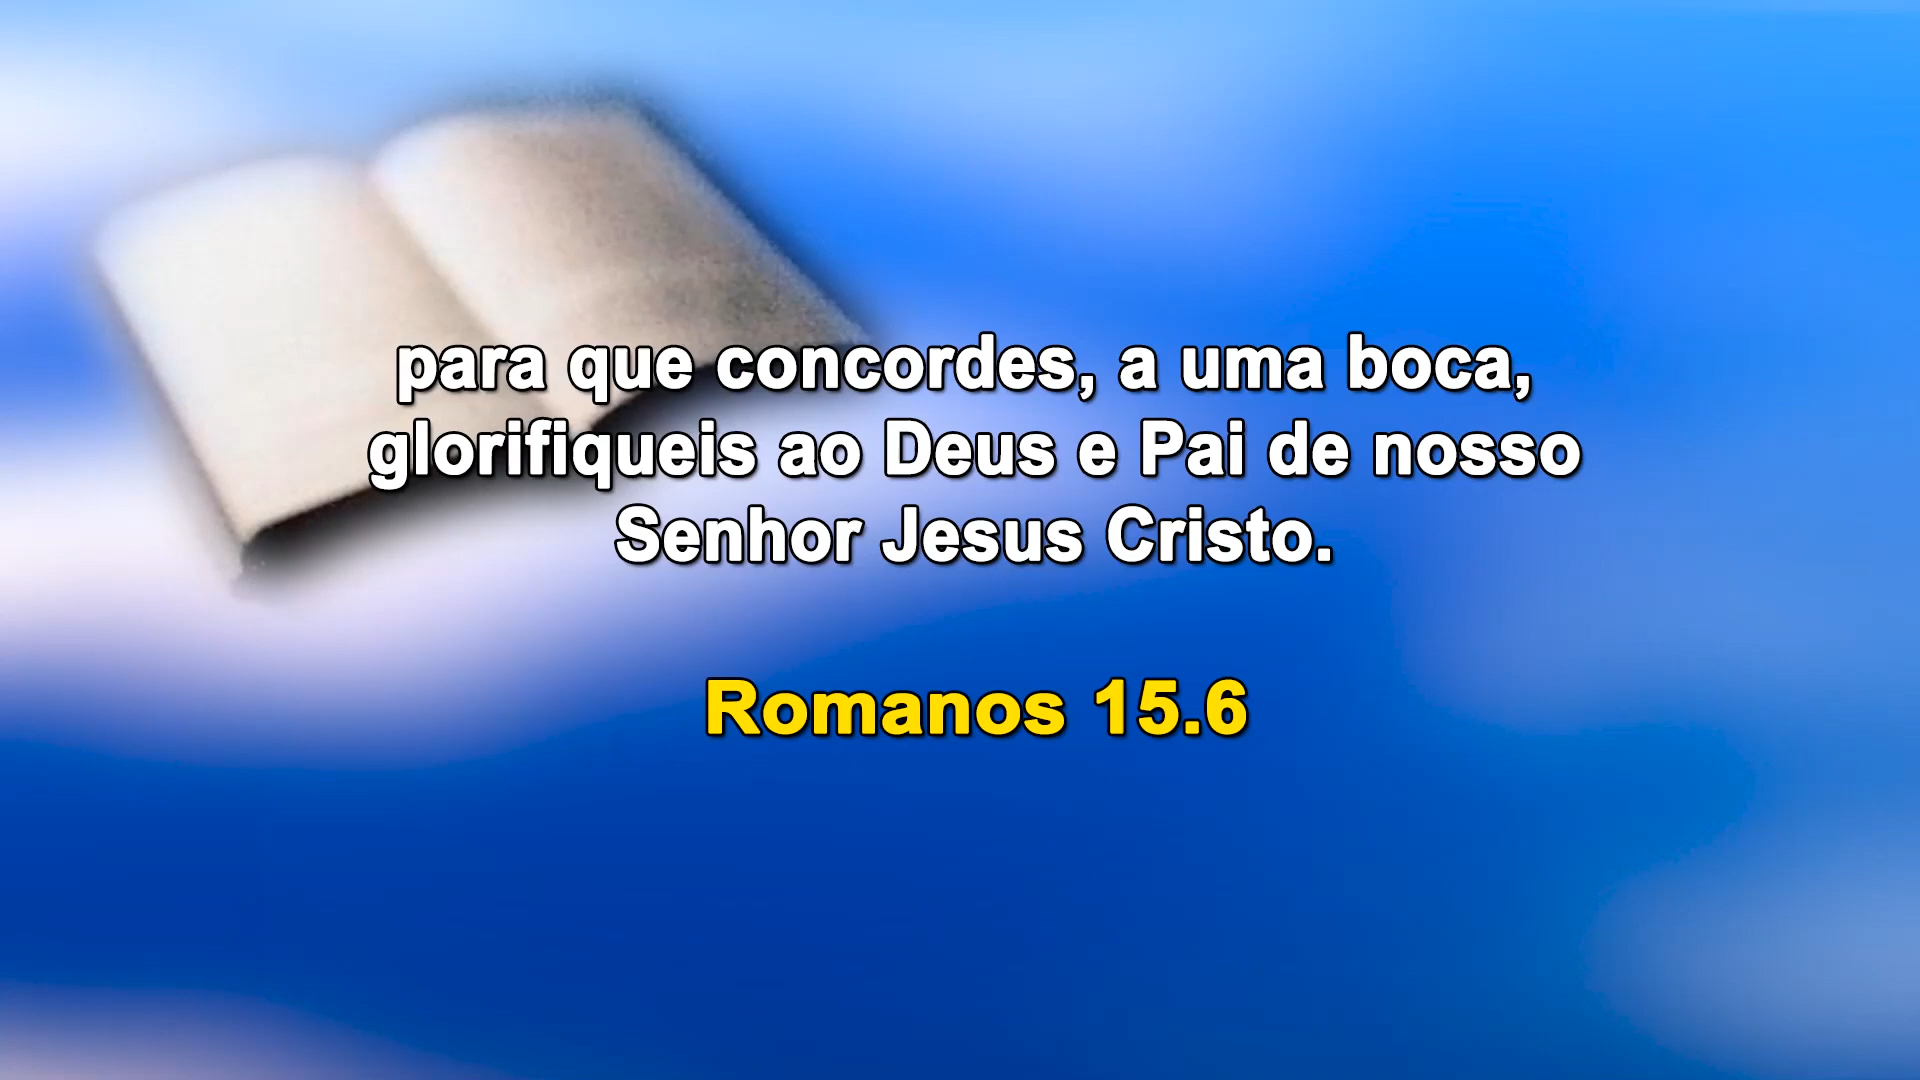 para que concordes, a uma boca,
glorifiqueis ao Deus e Pai de nosso
Senhor Jesus Cristo.
Romanos 15.6